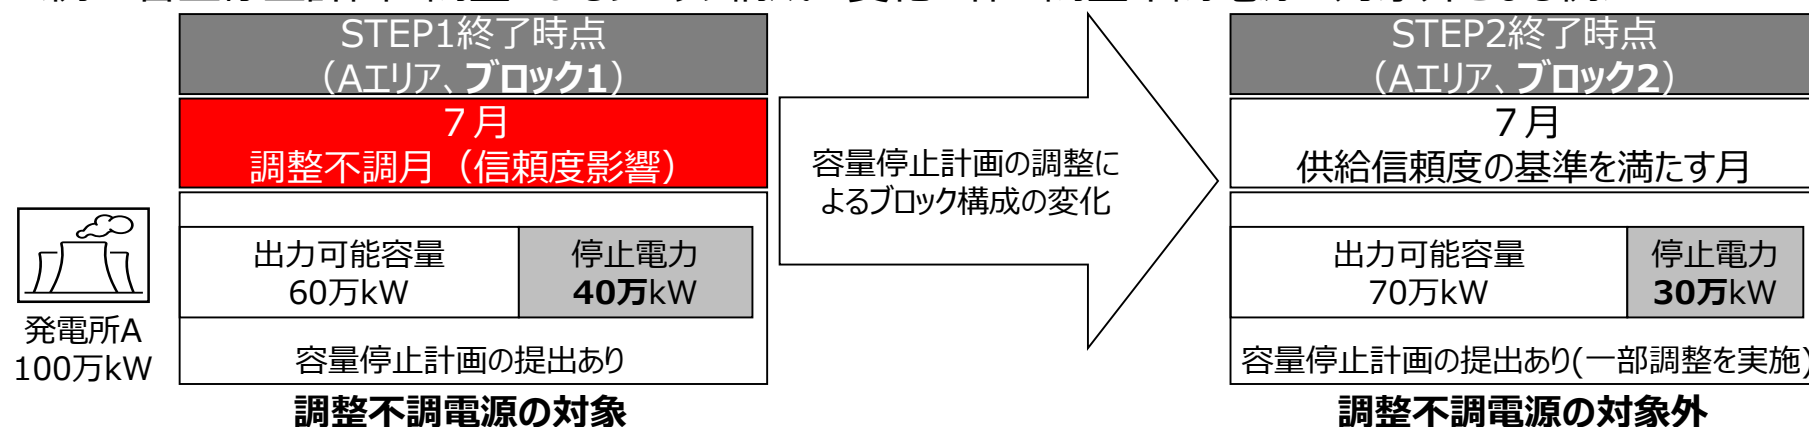 STEP1終了時点
（Aエリア、ブロック1）
７月
調整不調月（信頼度影響）
出力可能容量
60万kW
停止電力
40万kW
容量停止計画の提出あり
調整不調電源の対象
発電所A
100万kW
容量停止計画の調整に
よるブロック構成の変化
STEP2終了時点
（Aエリア、ブロック2）
７月
供給信頼度の基準を満たす月
出力可能容量
70万kW
停止電力
30万kW
容量停止計画の提出あり(一部調整を実施)
調整不調電源の対象外